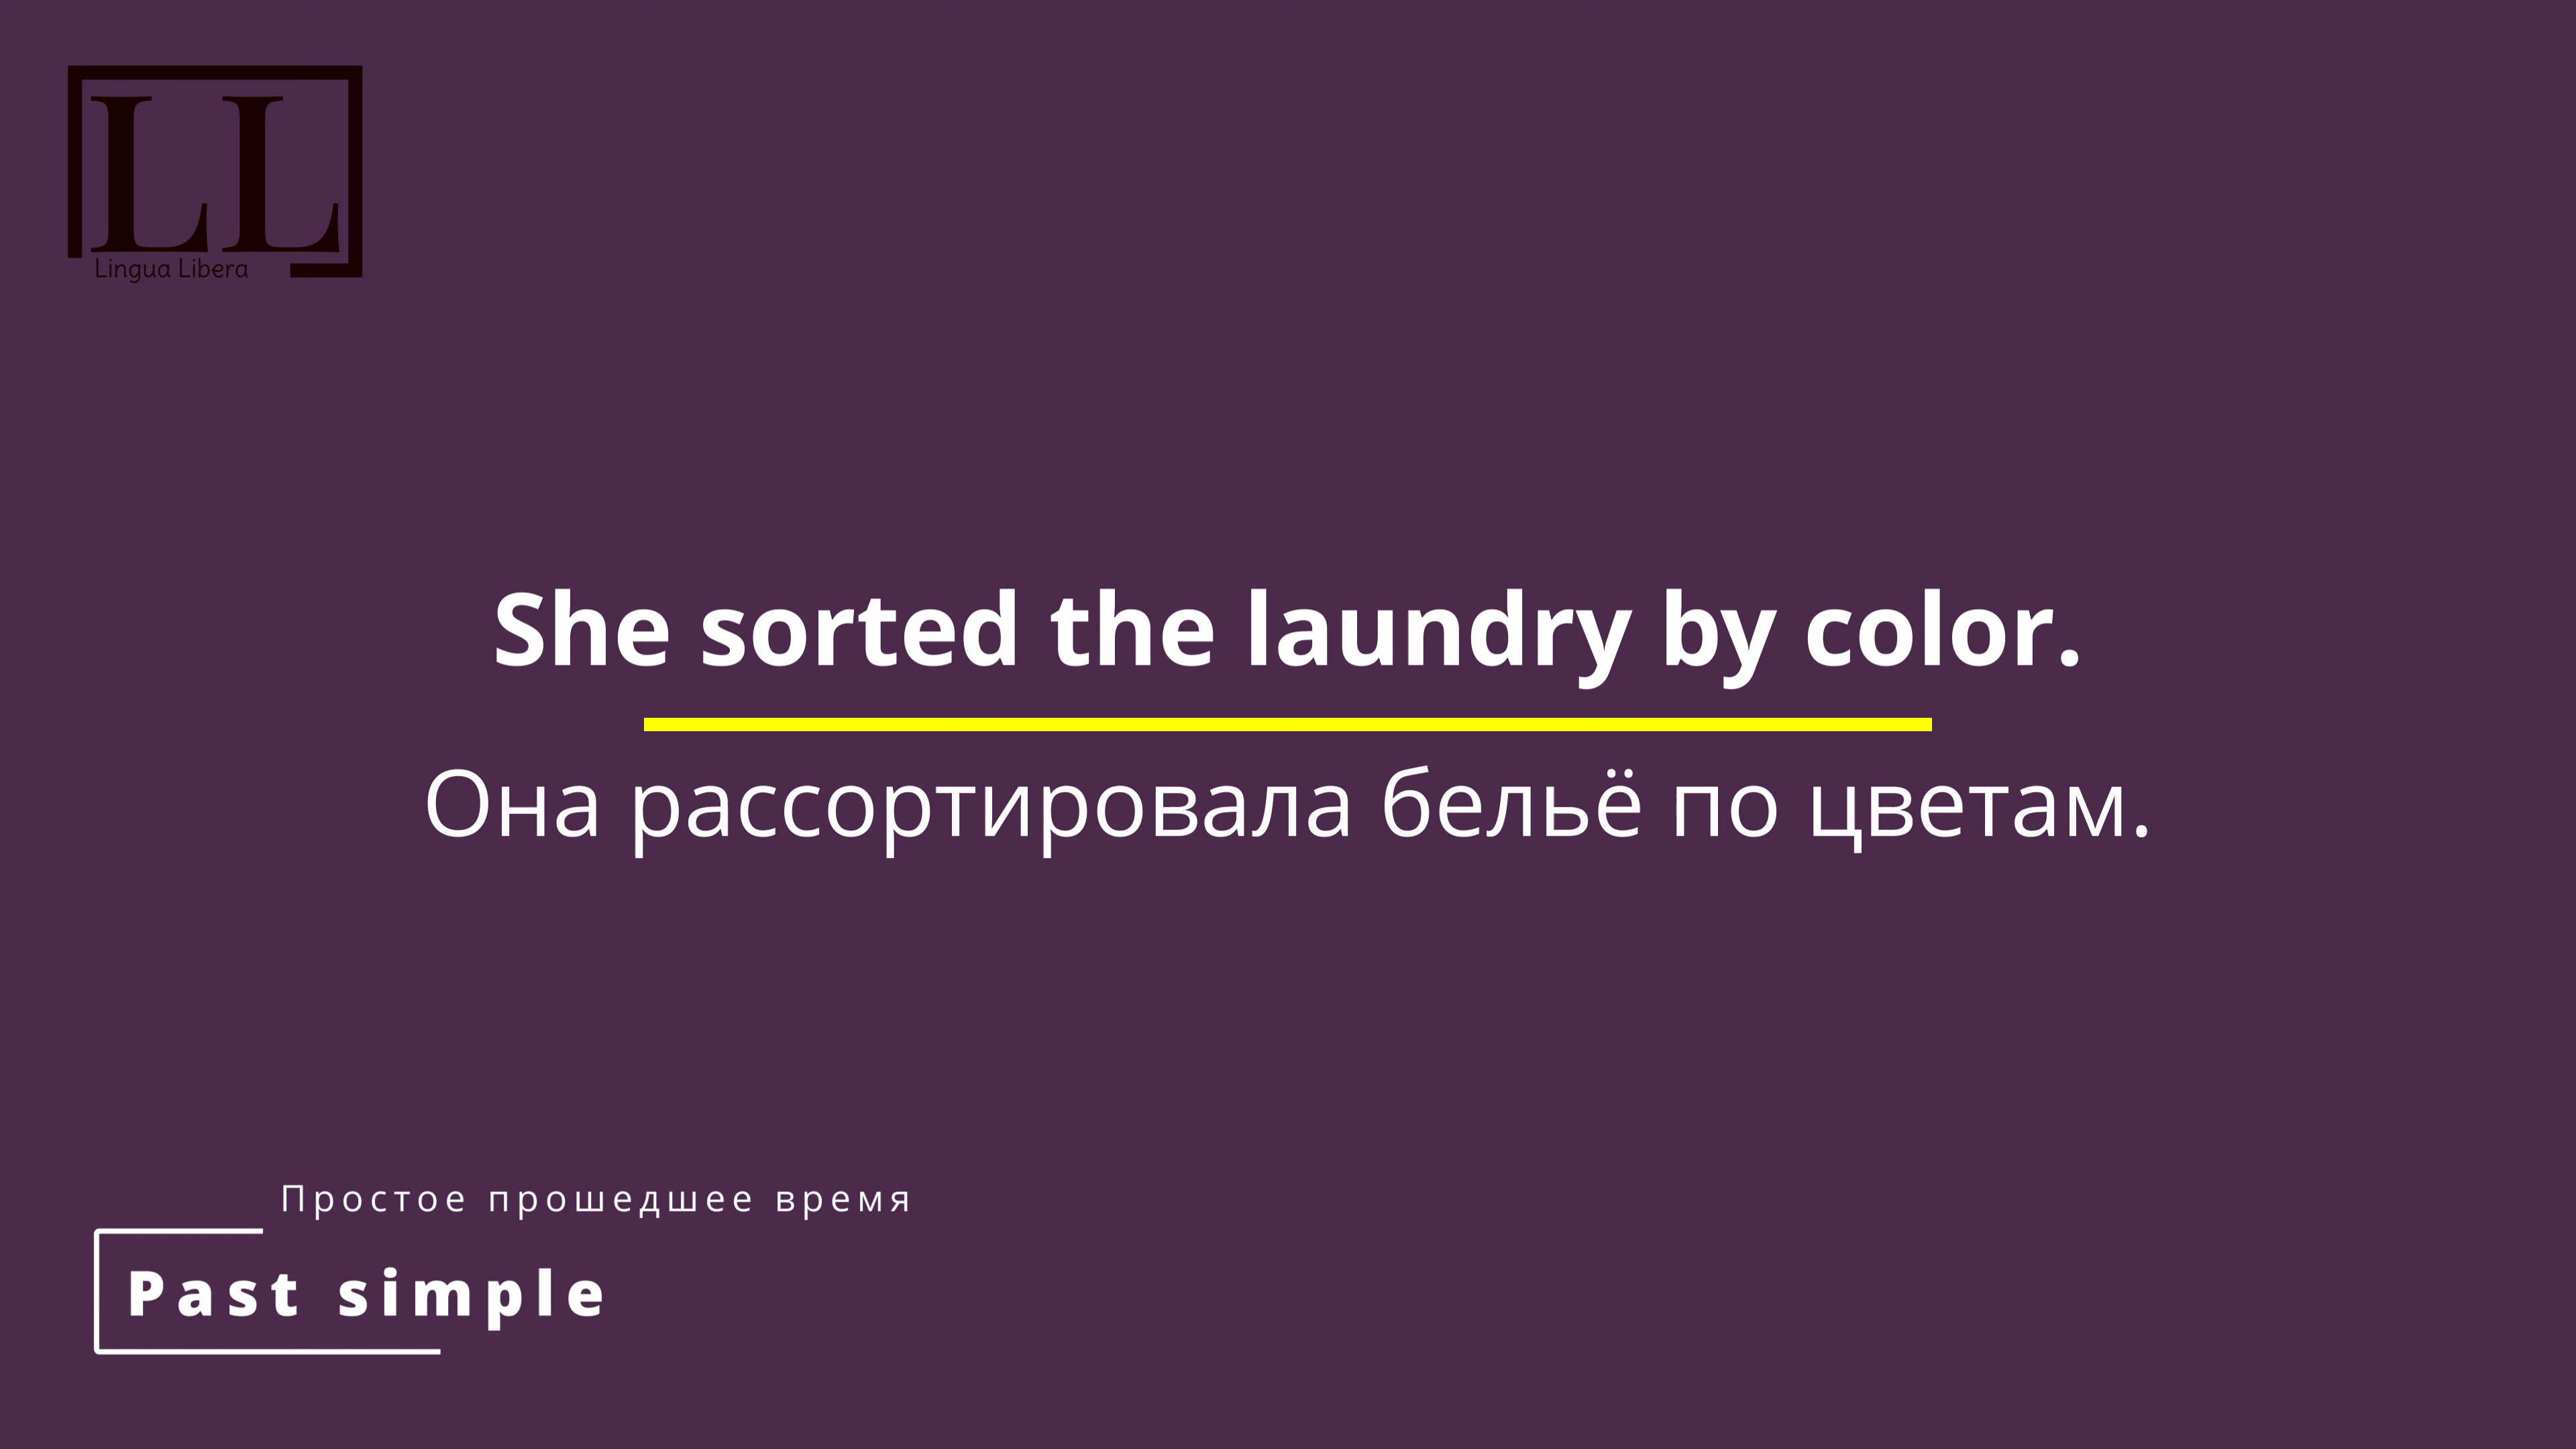 LL
Lingua Libera
She sorted the laundry by color.
Она рассортировала бельё по цветам.
Простое прошедшее время
Past simple